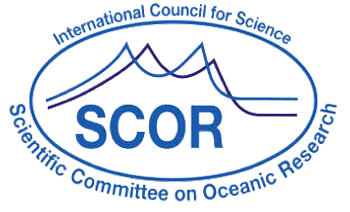 International Council for Science
SCOR
Scientific Committee on Oceanic Research